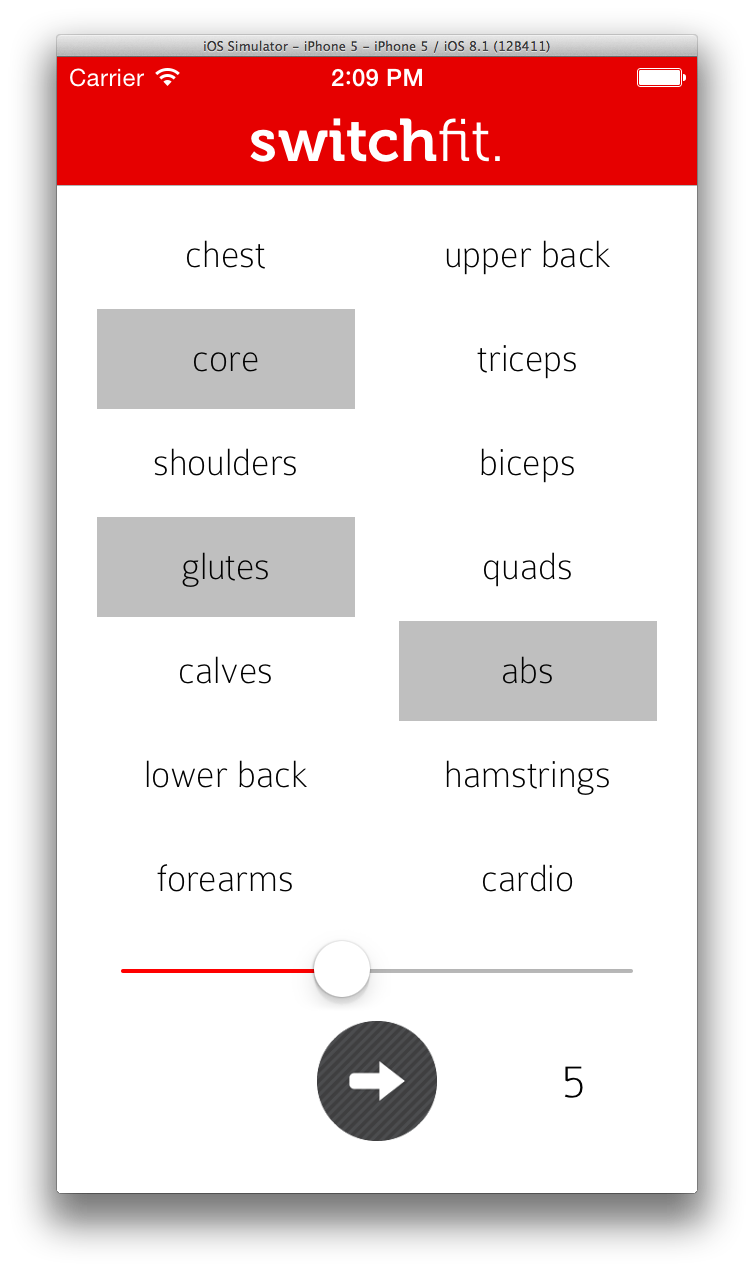 iOS Simulator – iPhone 5 – iPhone 5 / iOS 8.1 (12B411)
Carrier 2:09 PM
switchfit.
chest upper back
core triceps
shoulders biceps
glutes quads
calves abs
lower back hamstrings
forearms cardio
5